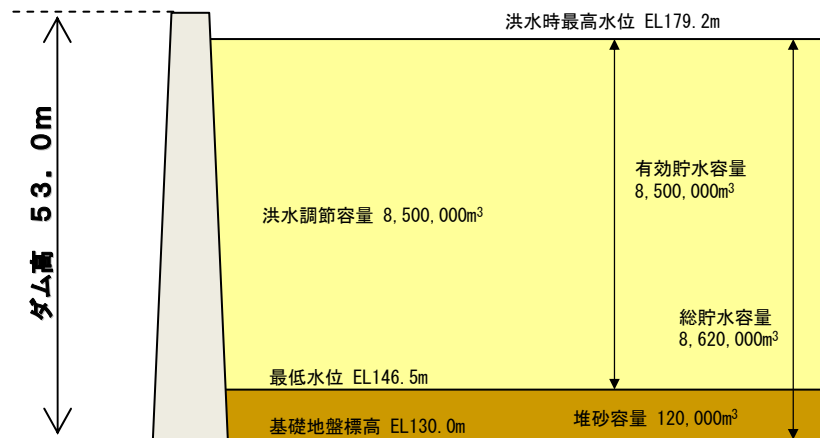 洪水時最高水位 EL179.2m
ダム高 53.0m
有効貯水容量
8,500,000m³
洪水調節容量 8,500,000m³
総貯水容量
8,620,000m³
最低水位 EL146.5m
堆砂容量 120,000m³
基礎地盤標高 EL130.0m